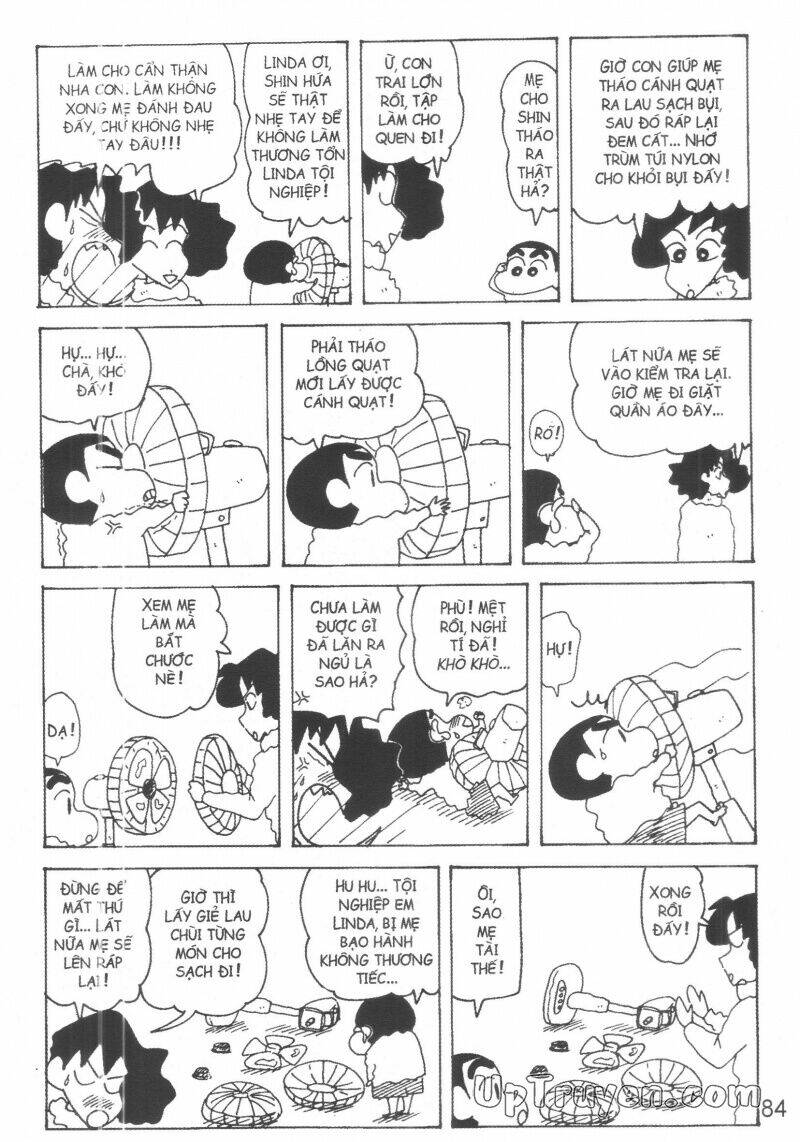 GIỜ CON GIÚP MẸ
THÁO CÁNH QUẠT
RA LAU SẠCH BỤI,
SAU ĐÓ RÁP LẠI
ĐEM CẤT... NHỚ
TRÙM TÚI NYLON
CHO KHỎI BỤI ĐẤY!
MẸ
CHO
SHIN
THÁO
RA
THẬT
HẢ?
Ừ, CON
TRAI LỚN
RỒI, TẬP
LÀM CHO
QUEN ĐI!
LINDA ƠI,
SHIN HỨA
SẼ THẬT
NHẸ TAY ĐỂ
KHÔNG LÀM
THƯƠNG TỔN
LINDA TỘI
NGHIỆP!
LÀM CHO CẨN THẬN
NHA CON. LÀM KHÔNG
XONG MẸ ĐÁNH ĐAU
ĐẤY, CHỨ KHÔNG NHẸ
TAY ĐÂU!!!
LÁT NỮA MẸ SẼ
VÀO KIỂM TRA LẠI.
GIỜ MẸ ĐI GIẶT
QUẦN ÁO ĐÂY...
RÕ!
PHẢI THÁO
LỒNG QUẠT
MỚI LẤY ĐƯỢC
CÁNH QUẠT!
HỰ... HỰ...
CHÀ, KHÓ
ĐẤY!
HỰ!
PHÙ! MỆT
RỒI, NGHỈ
TÍ ĐÃ!
KHÒ KHÒ...
CHƯA LÀM
ĐƯỢC GÌ
ĐÃ LĂN RA
NGỦ LÀ
SAO HẢ?
XEM MẸ
LÀM MÀ
BẮT
CHƯỚC
NÈ!
DẠ!
XONG
RỒI
ĐẤY!
ÔI,
SAO
MẸ
TÀI
THẾ!
HU HU... TỘI
NGHIỆP EM
LINDA, BỊ MẸ
BẠO HÀNH
KHÔNG THƯƠNG
TIẾC...
GIỜ THÌ
LẤY GIẺ LAU
CHÙI TỪNG
MÓN CHO
SẠCH ĐI!
ĐỪNG ĐỂ
MẤT THỨ
GÌ... LÁT
NỮA MẸ SẼ
LÊN RÁP
LẠI!
UpTruyen.com
84